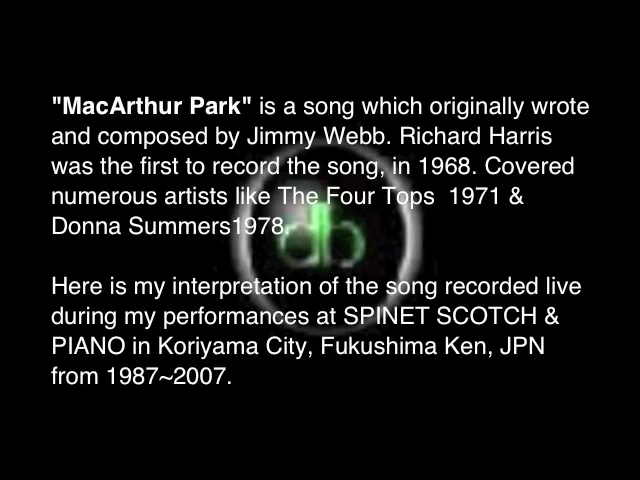 "MacArthur Park" is a song which originally wrote
and composed by Jimmy Webb. Richard Harris
was the first to record the song, in 1968. Covered
numerous artists like The Four Tops  1971 &
Donna Summers1978.
db
Here is my interpretation of the song recorded live
during my performances at SPINET SCOTCH &
PIANO in Koriyama City, Fukushima Ken, JPN
from 1987~2007.